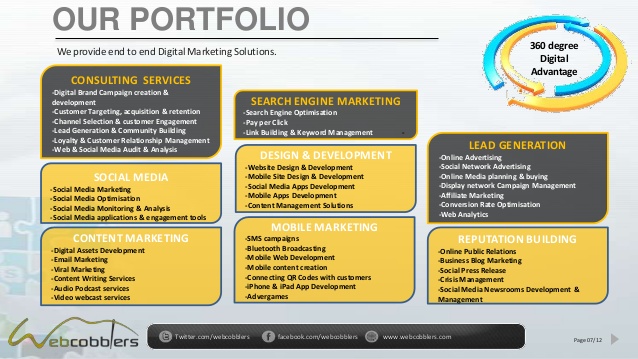 OUR PORTFOLIO
We provide end to end Digital Marketing Solutions.
360 degree
Digital
Advantage
CONSULTING SERVICES
-Digital Brand Campaign creation &
development
-Customer Targeting, acquisition & retention
-Channel Selection & customer Engagement
-Lead Generation & Community Building
-Loyalty & Customer Relationship Management
-Web & Social Media Audit & Analysis
SOCIAL MEDIA
-Social Media Marketing
-Social Media Optimisation
-Social Media Monitoring & Analysis
-Social Media applications & engagement tools
CONTENT MARKETING
-Digital Assets Development
-Email Marketing
-Viral Marketing
-Content Writing Services
-Audio Podcast services
-Video webcast services
SEARCH ENGINE MARKETING
-Search Engine Optimisation
-Pay per Click
-Link Building & Keyword Management
DESIGN & DEVELOPMENT
-Website Design & Development
-Mobile Site Design & Development
-Social Media Apps Development
-Mobile Apps Development
-Content Management Solutions
MOBILE MARKETING
-SMS campaigns
-Bluetooth Broadcasting
-Mobile Web Development
-Mobile content creation
-Connecting QR Codes with customers
-iPhone & iPad App Development
-Advergames
LEAD GENERATION
-Online Advertising
-Social Network Advertising
-Online Media planning & buying
-Display network Campaign Management
-Affiliate Marketing
-Conversion Rate Optimisation
-Web Analytics
REPUTATION BUILDING
-Online Public Relations
-Business Blog Marketing
-Social Press Release
-Crisis Management
-Social Media Newsrooms Development &
Management
Webcobblers
Twitter.com/webcobblers
facebook.com/webcobblers
www.webcobblers.com
Page 07/12